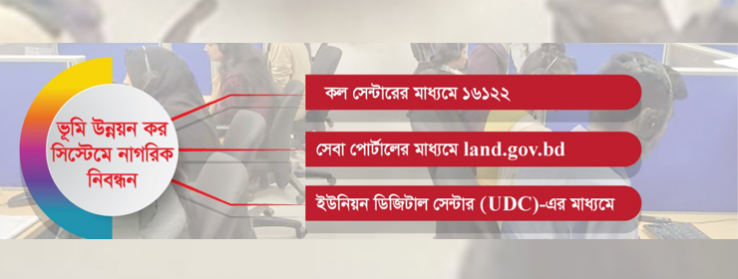 ভূমি উন্নয়ন কর
সিস্টেমে নাগরিক
নিবন্ধন
কল সেন্টারের মাধ্যমে ১৬১২২
সেবা পোর্টালের মাধ্যমে land.gov.bd
ইউনিয়ন ডিজিটাল সেন্টার (UDC)-এর মাধ্যমে